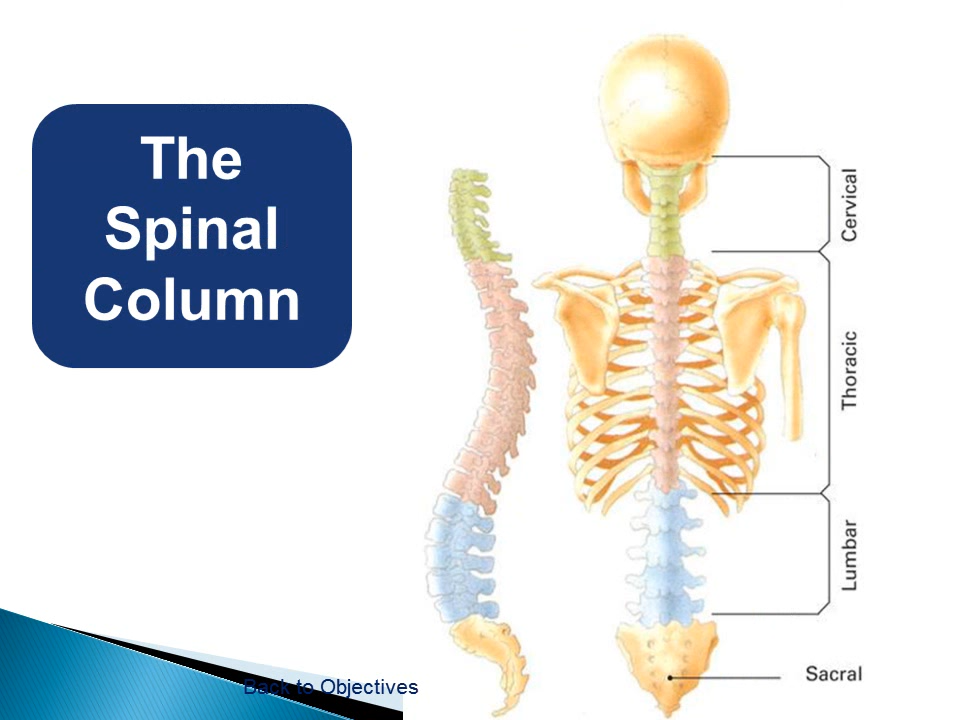 The
Spinal
Column
Cervical
Thoracic
Lumbar
Sacral
Back to Objectives